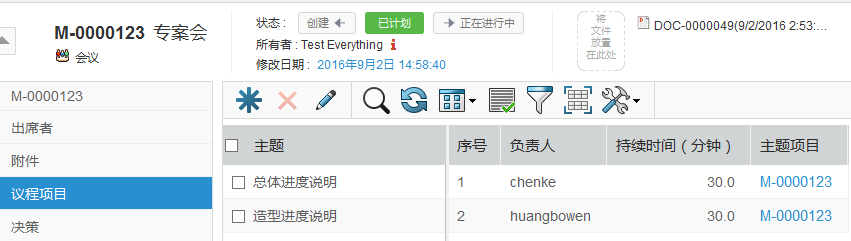 M-0000123 专案会
会议
状态 : 创建 已计划 正在进行中
所有者 : Test Everything
修改日期 : 2016年9月2日 14:58:40
将
文件
放置
在此处
DOC-0000049(9/2/2016 2:53:...
M-0000123
出席者
附件
议程项目
决策
主题 序号 负责人 持续时间（分钟） 主题项目
总体进度说明 1 chenke 30.0 M-0000123
造型进度说明 2 huangbowen 30.0 M-0000123